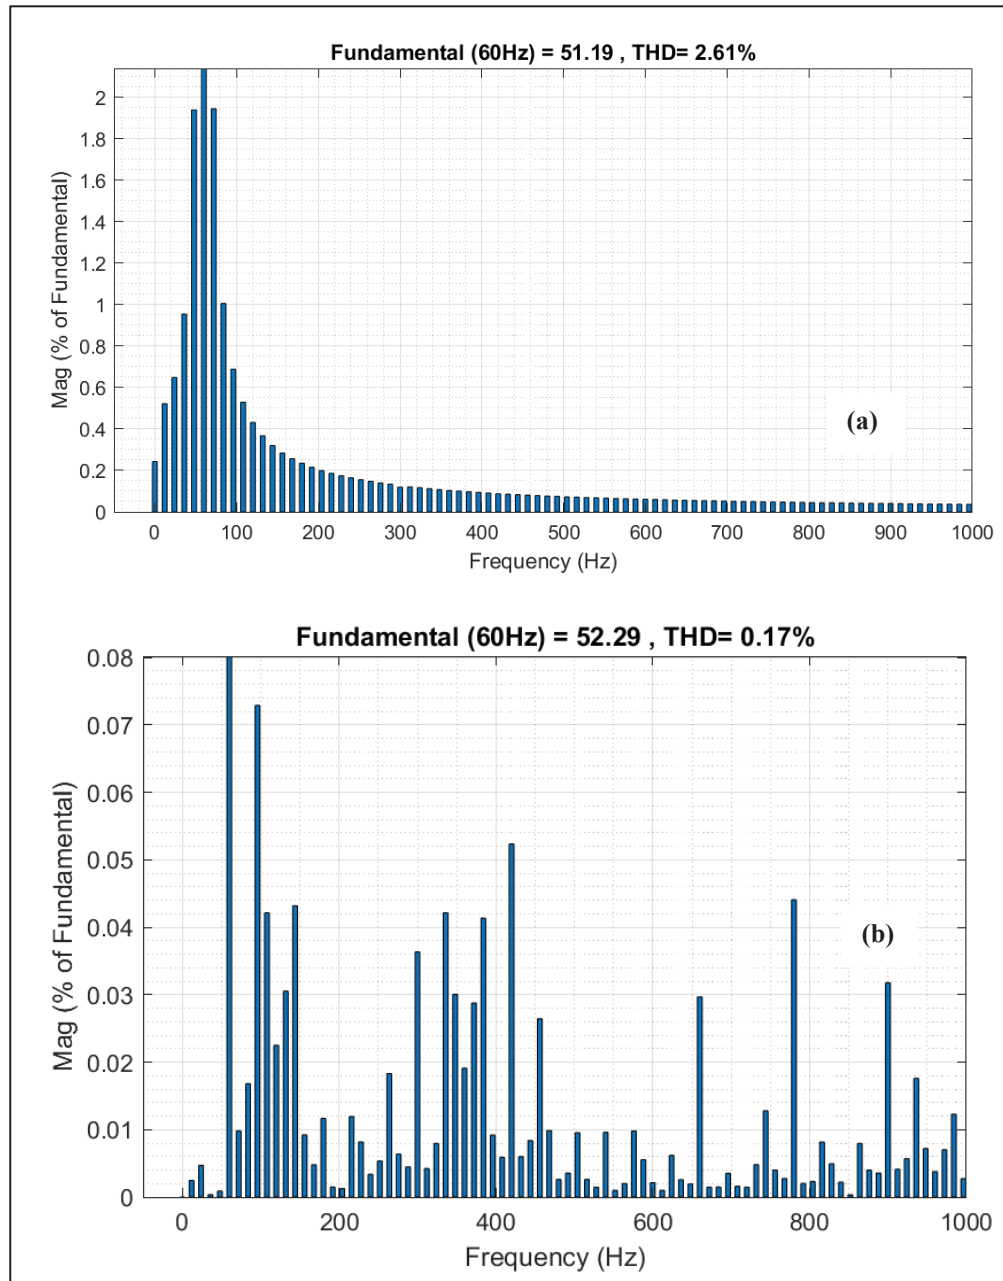 Fundamental (60Hz) = 51.19 , THD= 2.61%
Mag (% of Fundamental)
2
1.8
1.6
1.4
1.2
1
0.8
0.6
0.4
0.2
0
(a)
0 100 200 300 400 500 600 700 800 900 1000
Frequency (Hz)
Fundamental (60Hz) = 52.29 , THD= 0.17%
Mag (% of Fundamental)
0.08
0.07
0.06
0.05
0.04
0.03
0.02
0.01
0
(b)
0 200 400 600 800 1000
Frequency (Hz)